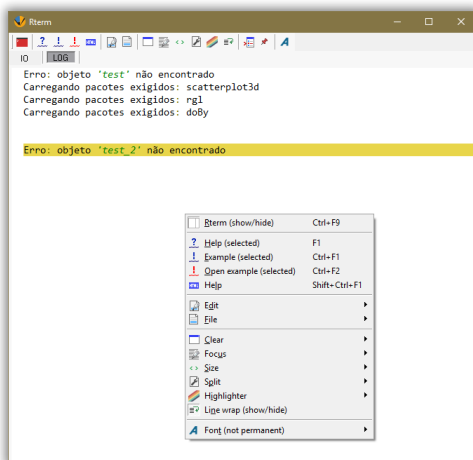 Rterm
IO LOG
Erro: objeto 'test' não encontrado
Carregando pacotes exigidos: scatterplot3d
Carregando pacotes exigidos: rgl
Carregando pacotes exigidos: doBy
Erro: objeto 'test_2' não encontrado
Rterm (show/hide) Ctrl+F9
Help (selected) F1
Example (selected) Ctrl+F1
Open example (selected) Ctrl+F2
Help Shift+Ctrl+F1
Edit
File
Clear
Focus
Size
Split
Highlighter
Line wrap (show/hide)
Font (not permanent)